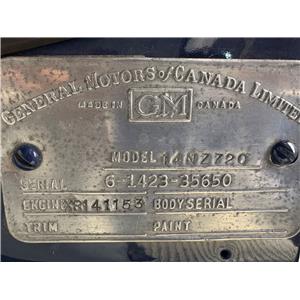 GENERAL MOTORS of CANADA LIMITE
MADE IN GM CANADA
MODEL 14NZ720
SERIAL 6-1423-35650
ENGINE R141153 BODY SERIAL
TRIM PAINT